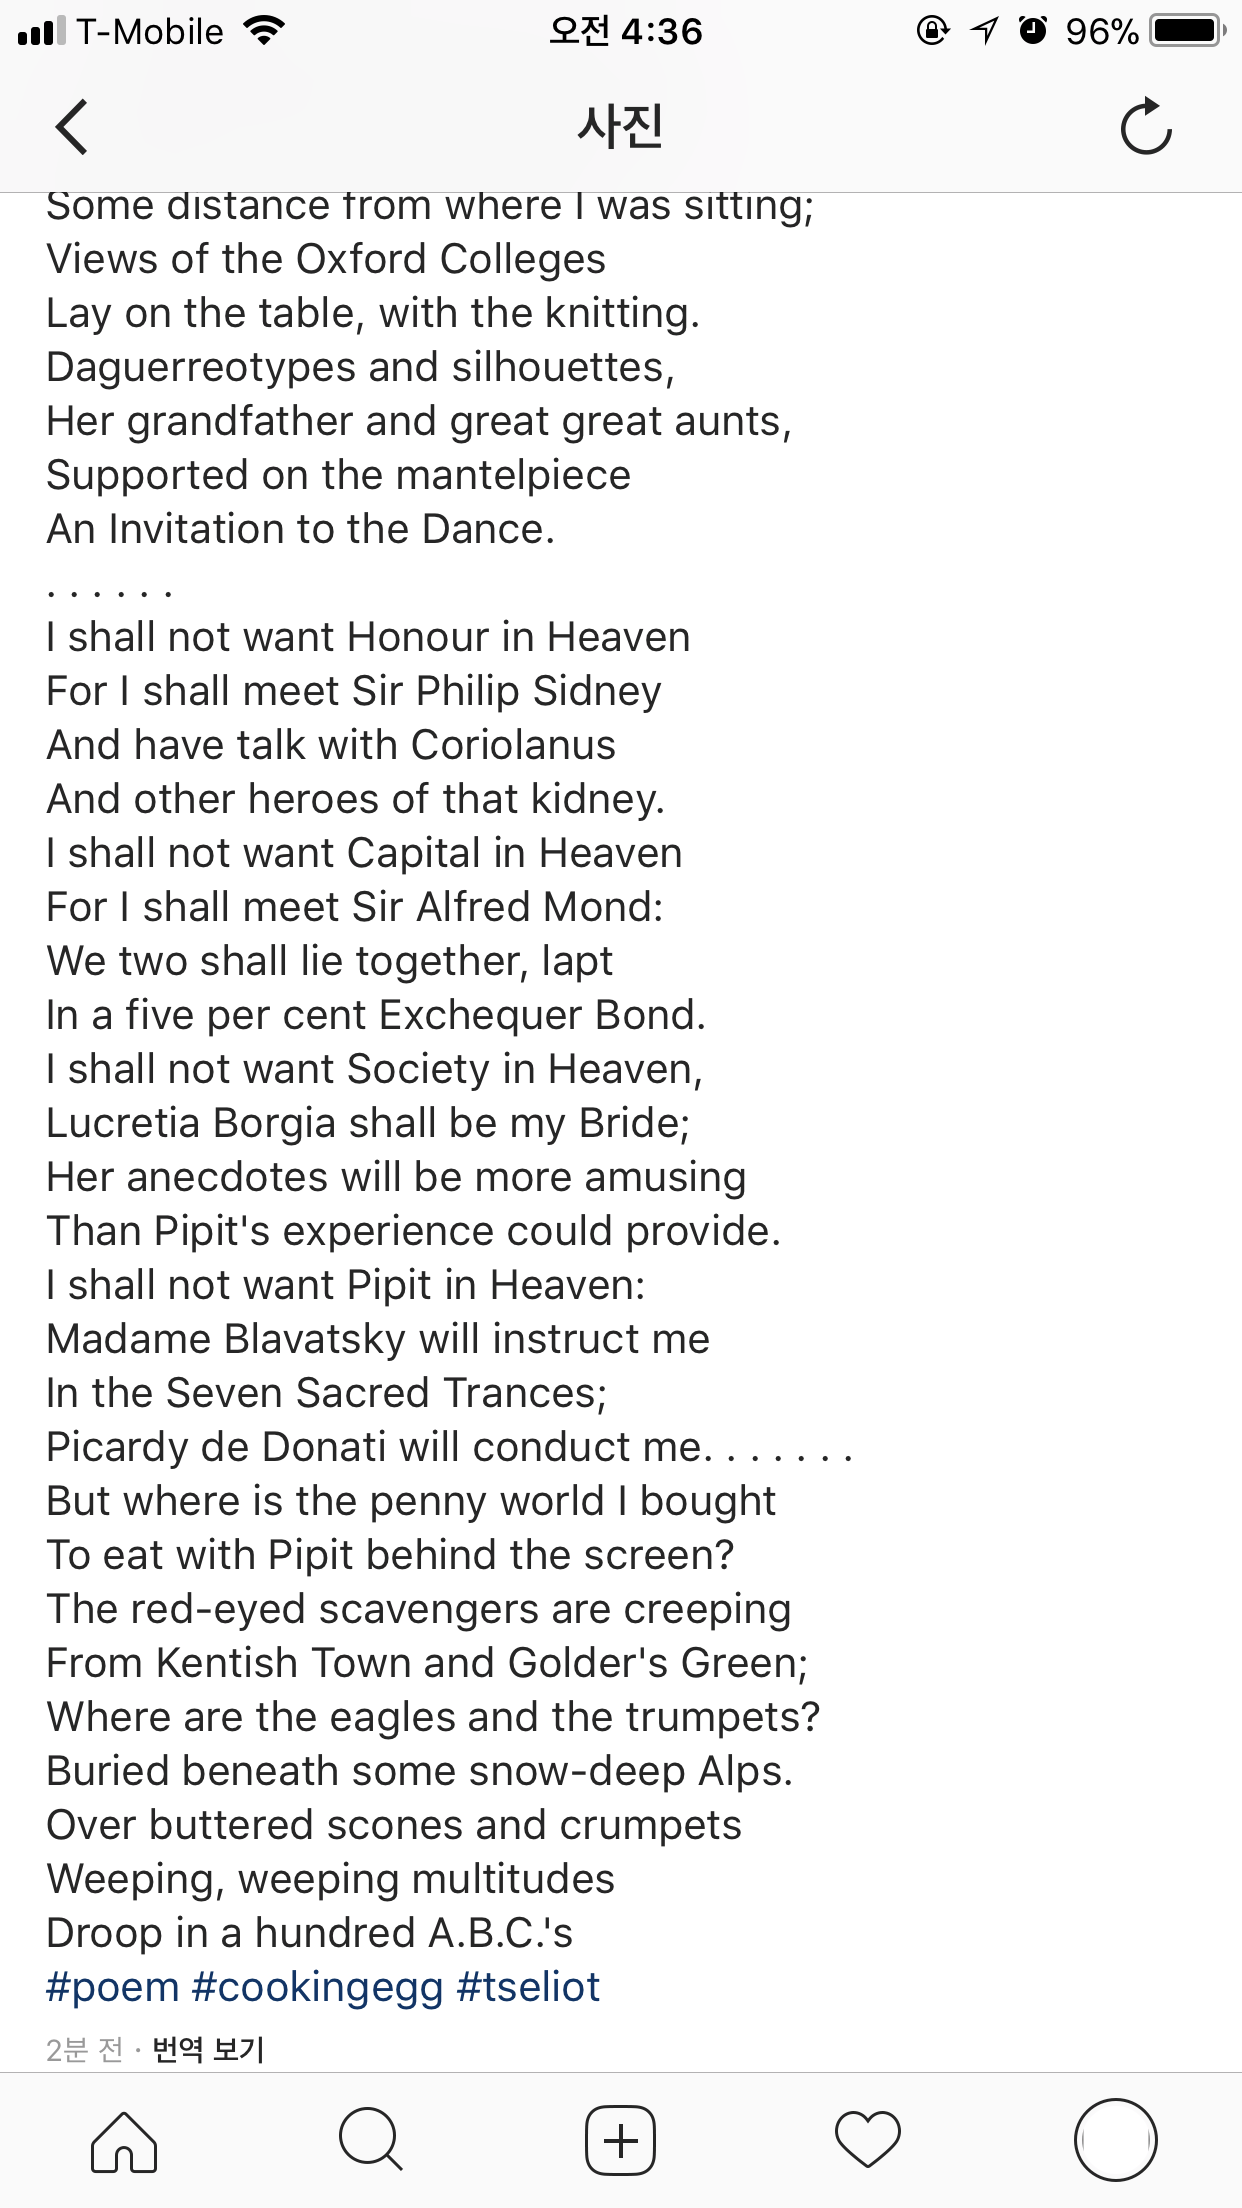 T-Mobile 오전 4:36 96%
사진
Some distance from where I was sitting;
Views of the Oxford Colleges
Lay on the table, with the knitting.
Daguerreotypes and silhouettes,
Her grandfather and great great aunts,
Supported on the mantelpiece
An Invitation to the Dance.
. . . . . .
I shall not want Honour in Heaven
For I shall meet Sir Philip Sidney
And have talk with Coriolanus
And other heroes of that kidney.
I shall not want Capital in Heaven
For I shall meet Sir Alfred Mond:
We two shall lie together, lapt
In a five per cent Exchequer Bond.
I shall not want Society in Heaven,
Lucretia Borgia shall be my Bride;
Her anecdotes will be more amusing
Than Pipit's experience could provide.
I shall not want Pipit in Heaven:
Madame Blavatsky will instruct me
In the Seven Sacred Trances;
Picardy de Donati will conduct me. . . . . . .
But where is the penny world I bought
To eat with Pipit behind the screen?
The red-eyed scavengers are creeping
From Kentish Town and Golder's Green;
Where are the eagles and the trumpets?
Buried beneath some snow-deep Alps.
Over buttered scones and crumpets
Weeping, weeping multitudes
Droop in a hundred A.B.C.'s
#poem #cookingegg #tseliot
2분 전 · 번역 보기